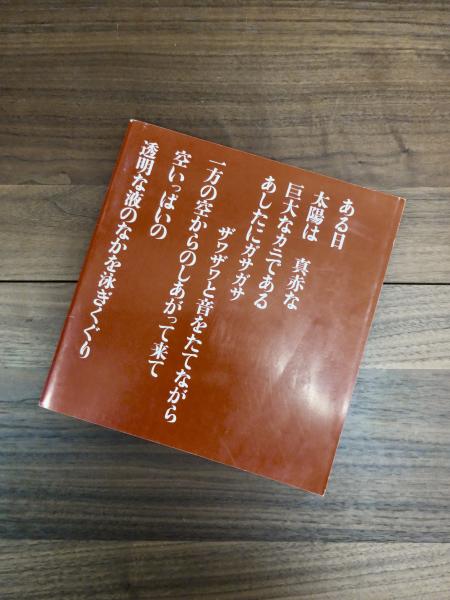 ある日
太陽は　真赤な
巨大なカニである
あしたにガサガサ
ザワザワと音をたてながら
一方の空からのしあがって来て
空いっぱいの
透明な液のなかを泳ぎくぐり